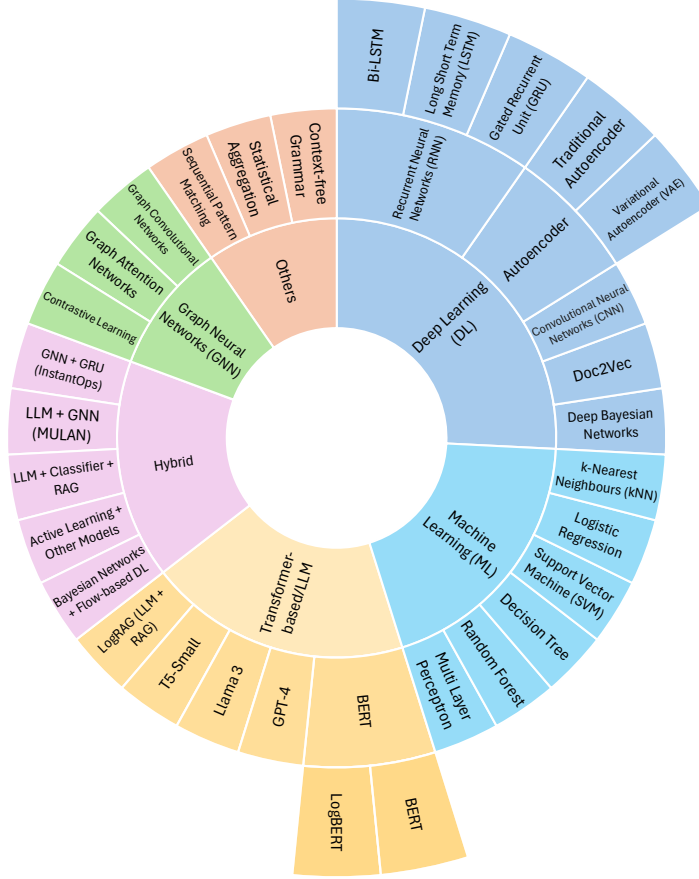 Deep Learning
(DL)
Recurrent Neural
Networks (RNN)
Bi-LSTM
Long Short Term
Memory (LSTM)
Gated Recurrent
Unit (GRU)
Autoencoder
Traditional
Autoencoder
Variational
Autoencoder (VAE)
Convolutional Neural
Networks (CNN)
Doc2Vec
Deep Bayesian
Networks
Machine
Learning (ML)
k-Nearest
Neighbours (kNN)
Logistic
Regression
Support Vector
Machine (SVM)
Decision Tree
Random Forest
Multi Layer
Perceptron
Transformer-
based/LLM
BERT
BERT
LogBERT
GPT-4
Llama 3
T5-Small
LogRAG (LLM +
RAG)
Hybrid
Bayesian Networks
+ Flow-based DL
Active Learning +
Other Models
LLM + Classifier +
RAG
LLM + GNN
(MULAN)
GNN + GRU
(InstantOps)
Graph Neural
Networks (GNN)
Contrastive Learning
Graph Attention
Networks
Graph Convolutional
Networks
Others
Sequential Pattern
Matching
Statistical
Aggregation
Context-free
Grammar